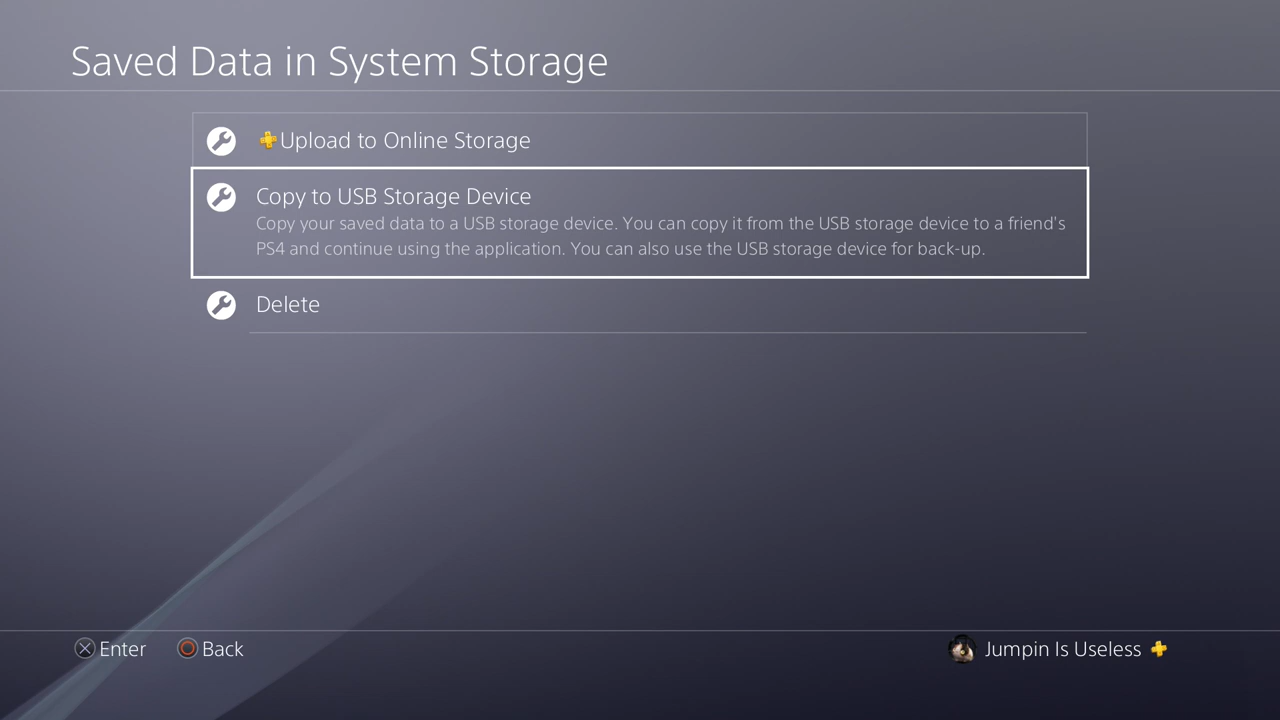 Saved Data in System Storage
Upload to Online Storage
Copy to USB Storage Device
Copy your saved data to a USB storage device. You can copy it from the USB storage device to a friend's
PS4 and continue using the application. You can also use the USB storage device for back-up.
Delete
Enter
Back
Jumpin Is Useless